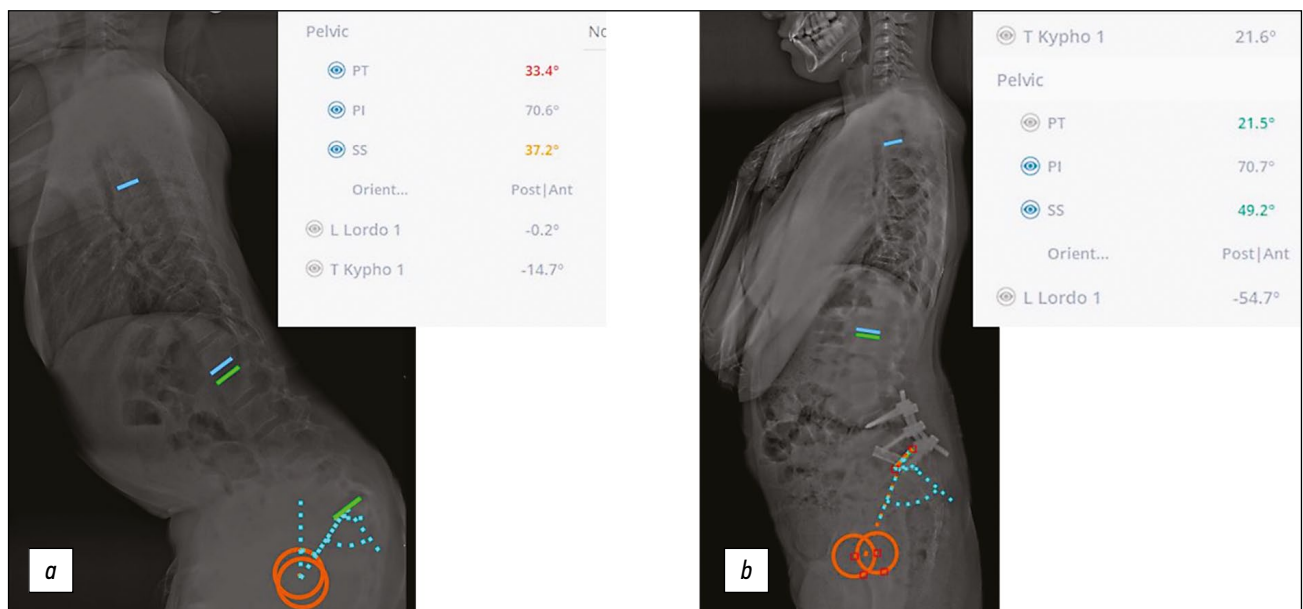 Pelvic No
PT 33.4°
PI 70.6°
SS 37.2°
Orient... Post|Ant
L Lordo 1 -0.2°
T Kypho 1 -14.7°
a
T Kypho 1 21.6°
Pelvic
PT 21.5°
PI 70.7°
SS 49.2°
Orient... Post|Ant
L Lordo 1 -54.7°
b